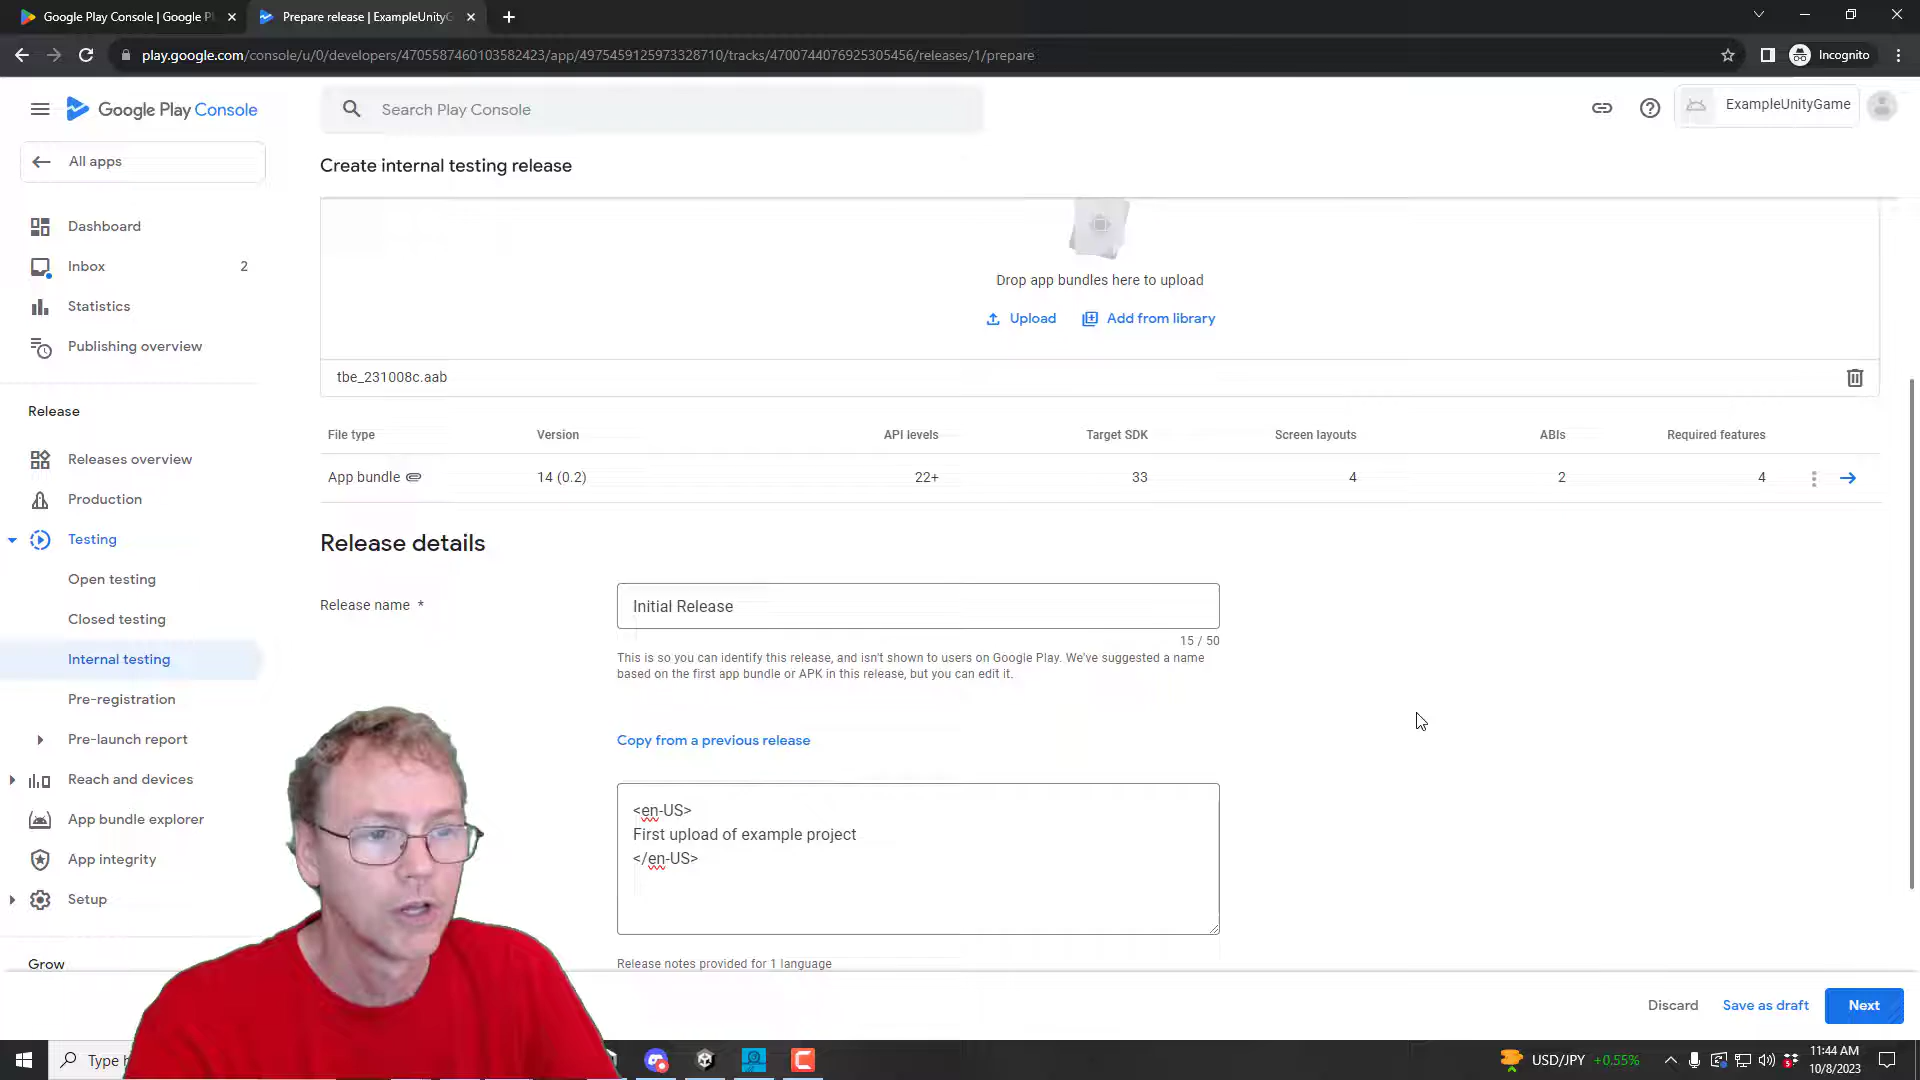 Google Play Console | Google P
Prepare release | ExampleUnityG
play.google.com/console/u/0/developers/4705587460103582423/app/4975459125973328710/tracks/4700744076925305456/releases/1/prepare
Incognito
Google Play Console
Search Play Console
ExampleUnityGame
All apps
Create internal testing release
Dashboard
Inbox 2
Statistics
Publishing overview
Release
Releases overview
Production
Testing
Open testing
Closed testing
Internal testing
Pre-registration
Pre-launch report
Reach and devices
App bundle explorer
App integrity
Setup
Grow
Drop app bundles here to upload
Upload Add from library
tbe_231008c.aab
File type Version API levels Target SDK Screen layouts ABIs Required features
App bundle 14 (0.2) 22+ 33 4 2 4
Release details
Release name *
Initial Release
15 / 50
This is so you can identify this release, and isn't shown to users on Google Play. We've suggested a name
based on the first app bundle or APK in this release, but you can edit it.
Copy from a previous release
<en-US>
First upload of example project
</en-US>
Release notes provided for 1 language
Discard Save as draft Next
Type
USD/JPY +0.55%
11:44 AM
10/8/2023